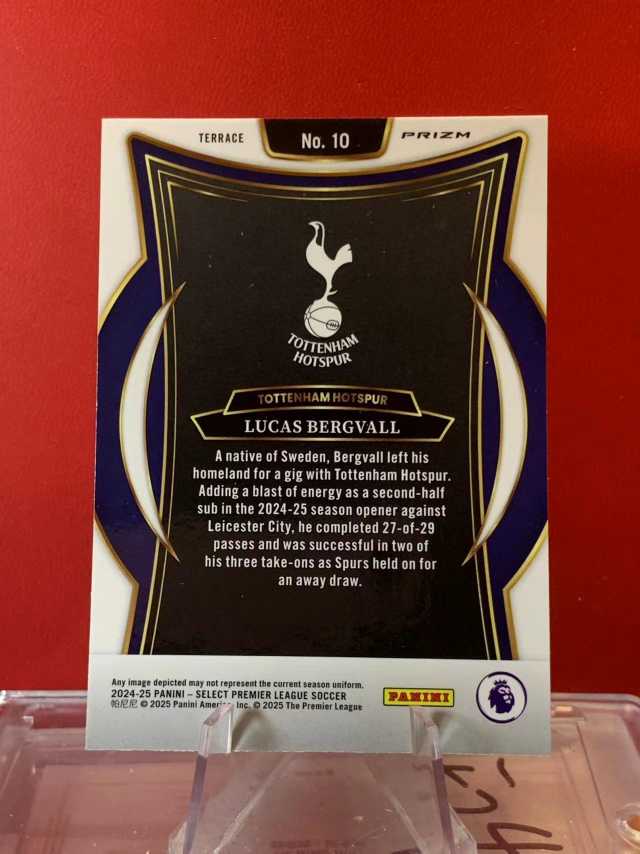 TERRACE
No. 10
PRIZM
TOTTENHAM
HOTSPUR
TOTTENHAM HOTSPUR
LUCAS BERGVALL
A native of Sweden, Bergvall left his
homeland for a gig with Tottenham Hotspur.
Adding a blast of energy as a second-half
sub in the 2024-25 season opener against
Leicester City, he completed 27-of-29
passes and was successful in two of
his three take-ons as Spurs held on for
an away draw.
Any image depicted may not represent the current season uniform.
2024-25 PANINI – SELECT PREMIER LEAGUE SOCCER
帕尼尼 © 2025 Panini America, Inc. © 2025 The Premier League
PANINI